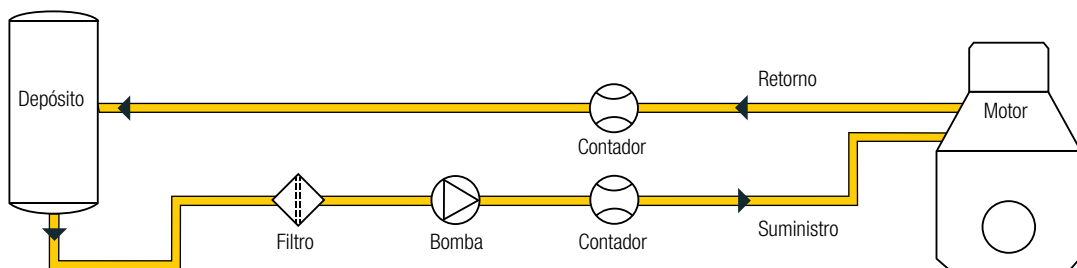 Depósito
Retorno
Motor
Contador
Filtro
Bomba
Contador
Suministro